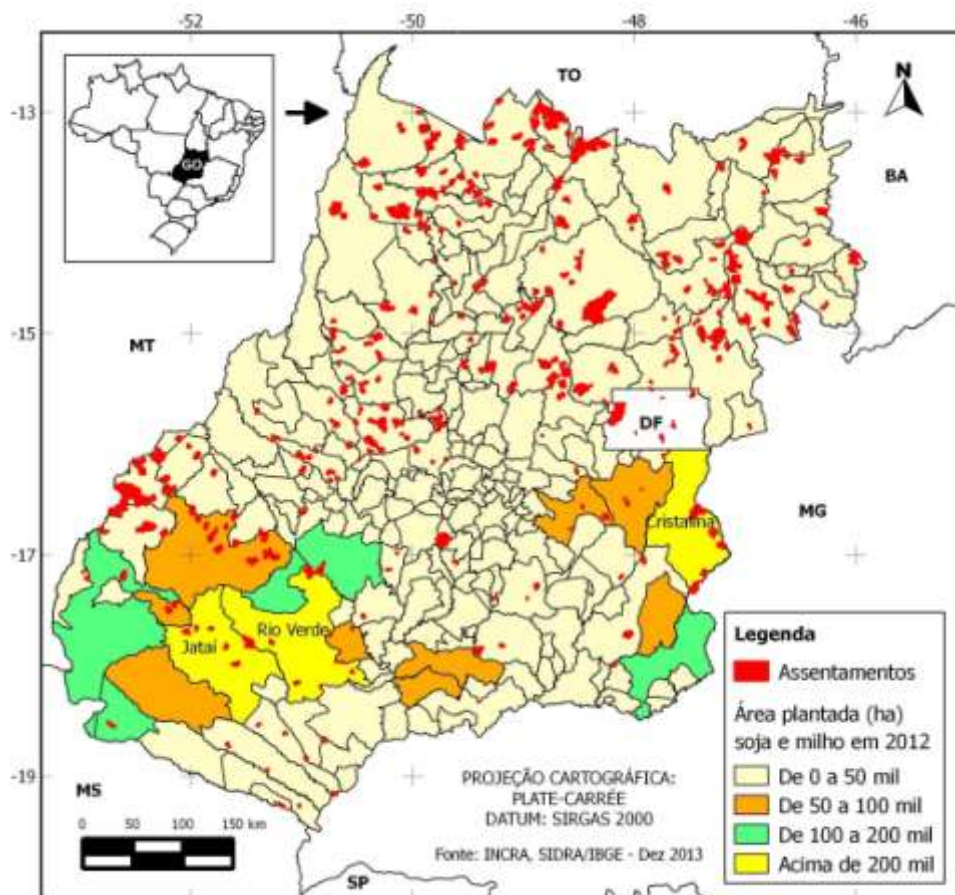 -52
-50
-48
-46
-13
-15
-17
-19
TO
N
GO
BA
MT
DF
MG
Cristalina
Rio Verde
Jataí
MS
SP
0 50 100 150 km
PROJEÇÃO CARTOGRÁFICA:
PLATE-CARRÉE
DATUM: SIRGAS 2000
Fonte: INCRA, SIDRA/IBGE - Dez 2013
Legenda
Assentamentos
Área plantada (ha)
soja e milho em 2012
De 0 a 50 mil
De 50 a 100 mil
De 100 a 200 mil
Acima de 200 mil